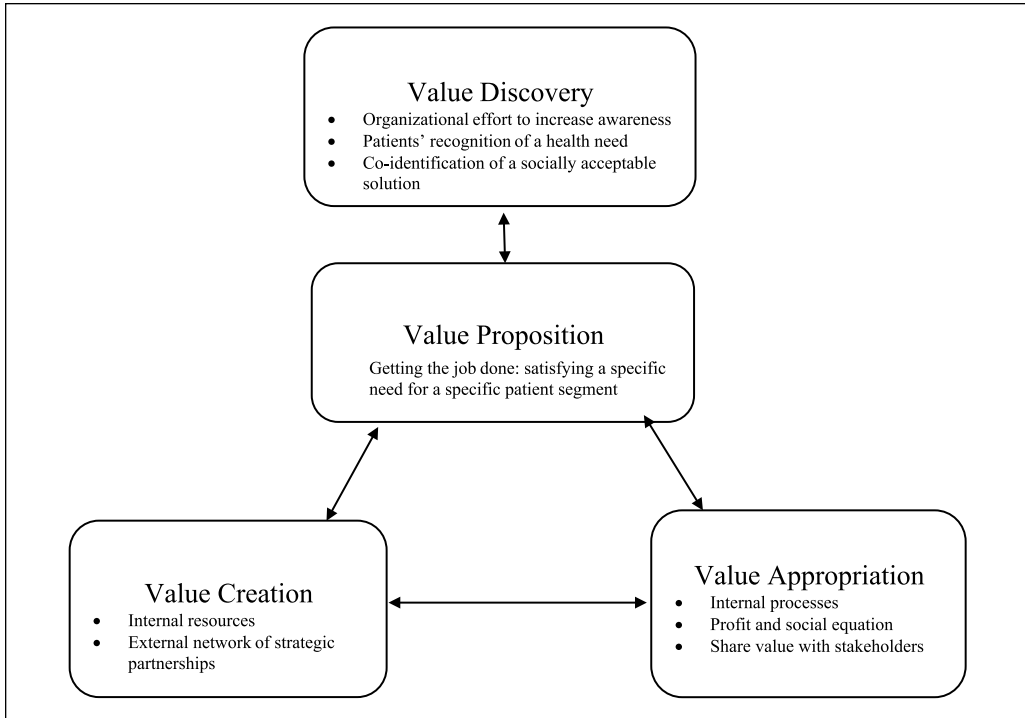 Value Discovery
• Organizational effort to increase awareness
• Patients’ recognition of a health need
• Co-identification of a socially acceptable
solution
Value Proposition
Getting the job done: satisfying a specific
need for a specific patient segment
Value Creation
• Internal resources
• External network of strategic
partnerships
Value Appropriation
• Internal processes
• Profit and social equation
• Share value with stakeholders